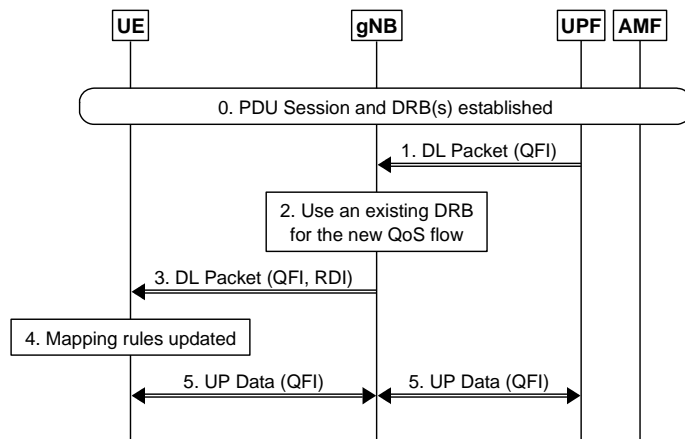 UE
gNB
UPF
AMF
0. PDU Session and DRB(s) established
1. DL Packet (QFI)
2. Use an existing DRB
for the new QoS flow
3. DL Packet (QFI, RDI)
4. Mapping rules updated
5. UP Data (QFI)
5. UP Data (QFI)